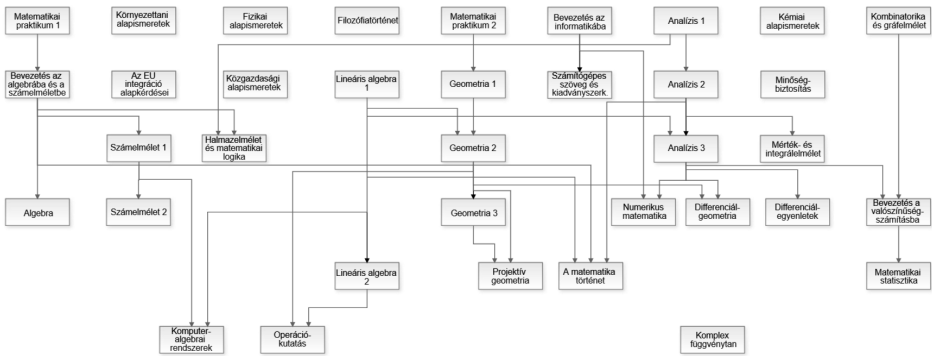 Matematikai
praktikum 1
Környezettani
alapismeretek
Fizikai
alapismeretek
Filozófiatörténet
Matematikai
praktikum 2
Bevezetés az
informatikába
Analízis 1
Kémiai
alapismeretek
Kombinatorika
és gráfelmélet
Bevezetés az
algebrába és a
számelméletbe
Az EU
integráció
alapkérdései
Közgazdasági
alapismeretek
Lineáris algebra
1
Geometria 1
Számítógépes
szöveg és
kiadványszerk.
Analízis 2
Minőség-
biztosítás
Számelmélet 1
Halmazelmélet
és matematikai
logika
Geometria 2
Analízis 3
Mérték- és
integrálelmélet
Algebra
Számelmélet 2
Geometria 3
Numerikus
matematika
Differenciál-
geometria
Differenciál-
egyenletek
Bevezetés a
valószínűség-
számításba
Lineáris algebra
2
Projektív
geometria
A matematika
történet
Matematikai
statisztika
Komputer-
algebrai
rendszerek
Operáció-
kutatás
Komplex
függvénytan